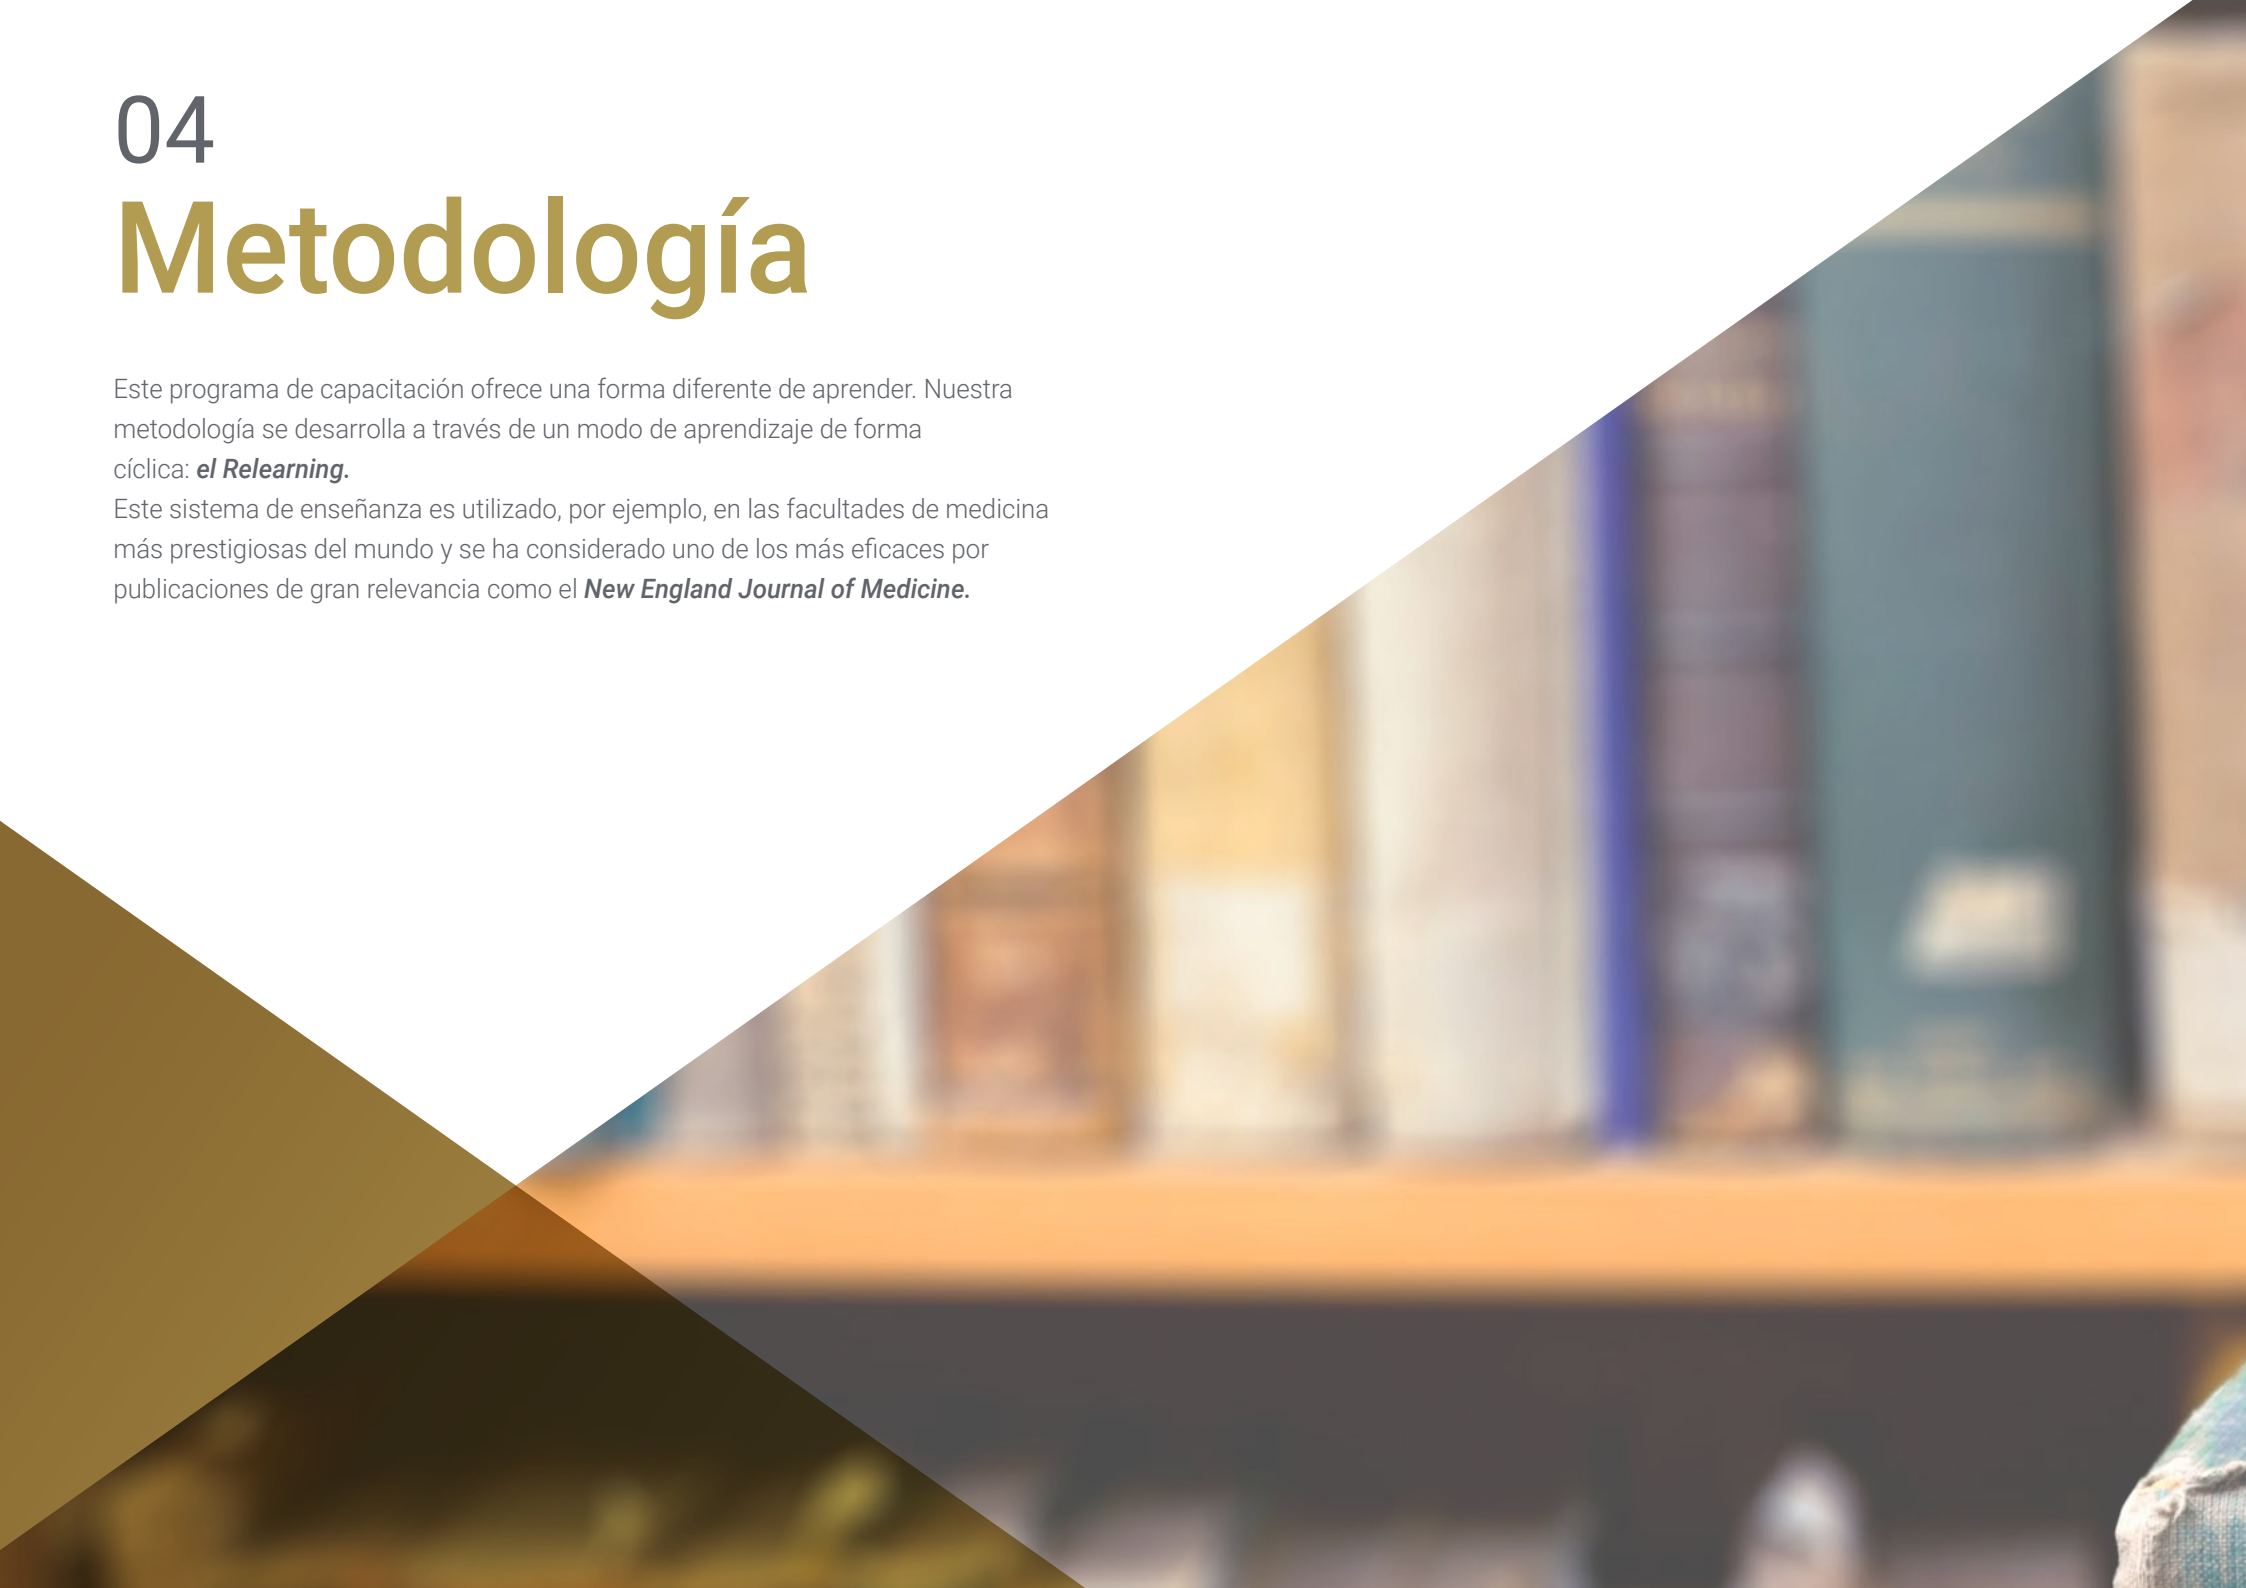 04
Metodología
Este programa de capacitación ofrece una forma diferente de aprender. Nuestra
metodología se desarrolla a través de un modo de aprendizaje de forma
cíclica: el Relearning.
Este sistema de enseñanza es utilizado, por ejemplo, en las facultades de medicina
más prestigiosas del mundo y se ha considerado uno de los más eficaces por
publicaciones de gran relevancia como el New England Journal of Medicine.